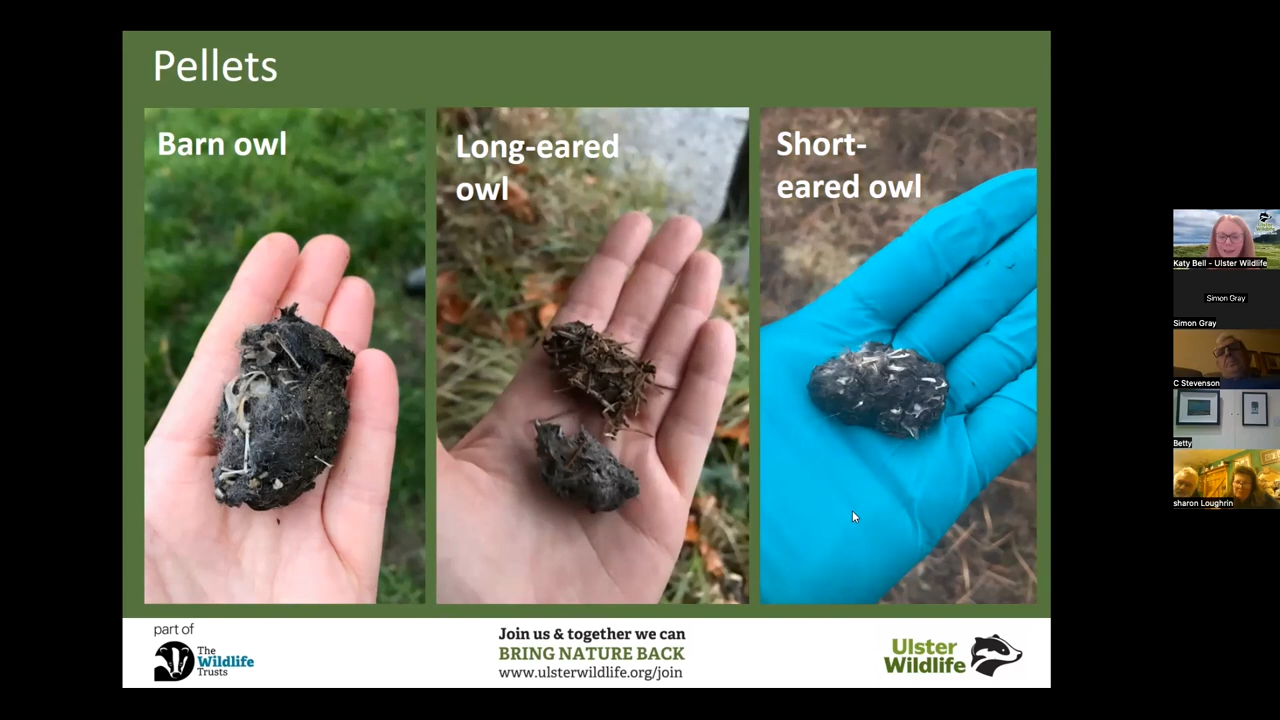 Pellets
Barn owl
Long-eared
owl
Short-
eared owl
part of
The
Wildlife
Trusts
Join us & together we can
BRING NATURE BACK
www.ulsterwildlife.org/join
Ulster
Wildlife
Ulster
Wildlife
Katy Bell - Ulster Wildlife
Simon Gray
Simon Gray
C Stevenson
Betty
sharon Loughrin